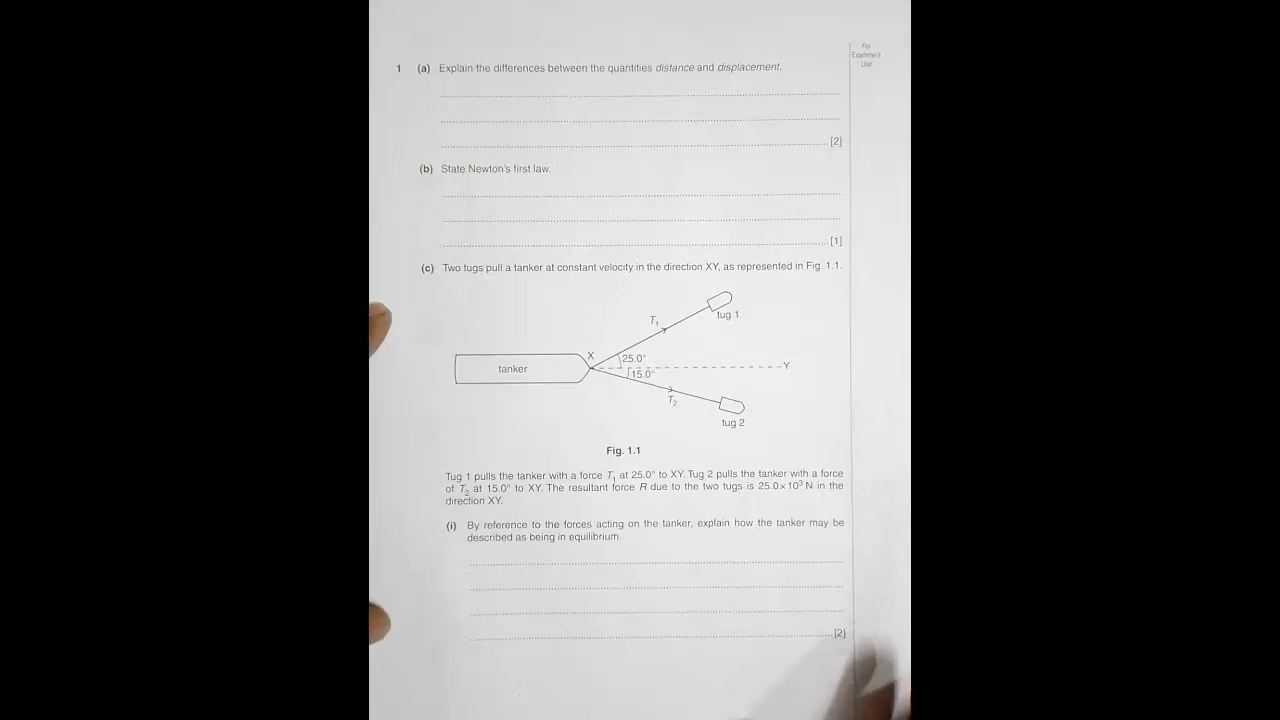 For
Examiner's
Use
1 (a) Explain the differences between the quantities distance and displacement.
[2]
(b) State Newton's first law.
[1]
(c) Two tugs pull a tanker at constant velocity in the direction XY, as represented in Fig. 1.1.
tug 1
T₁
X
25.0°
tanker
Y
15.0°
T₂
tug 2
Fig. 1.1
Tug 1 pulls the tanker with a force T₁ at 25.0° to XY. Tug 2 pulls the tanker with a force
of T₂ at 15.0° to XY. The resultant force R due to the two tugs is 25.0×10³ N in the
direction XY.
(i) By reference to the forces acting on the tanker, explain how the tanker may be
described as being in equilibrium.
[2]